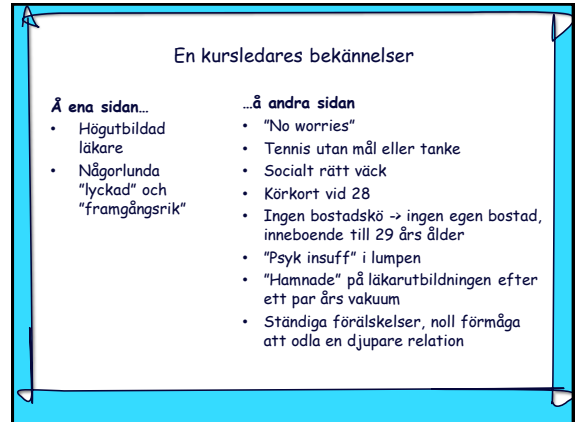 En kursledares bekännelser
Å ena sidan…
• Högutbildad
läkare
• Någorlunda
"lyckad" och
"framgångsrik"
…å andra sidan
• "No worries"
• Tennis utan mål eller tanke
• Socialt rätt väck
• Körkort vid 28
• Ingen bostadskö -> ingen egen bostad,
inneboende till 29 års ålder
• "Psyk insuff" i lumpen
• "Hamnade" på läkarutbildningen efter
ett par års vakuum
• Ständiga förälskelser, noll förmåga
att odla en djupare relation